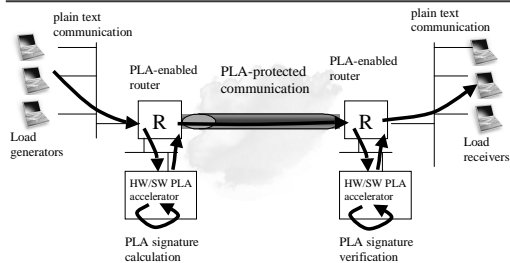 plain text
communication
PLA-enabled
router
PLA-protected
communication
PLA-enabled
router
plain text
communication
R
R
Load
generators
Load
receivers
HW/SW PLA
accelerator
HW/SW PLA
accelerator
PLA signature
calculation
PLA signature
verification